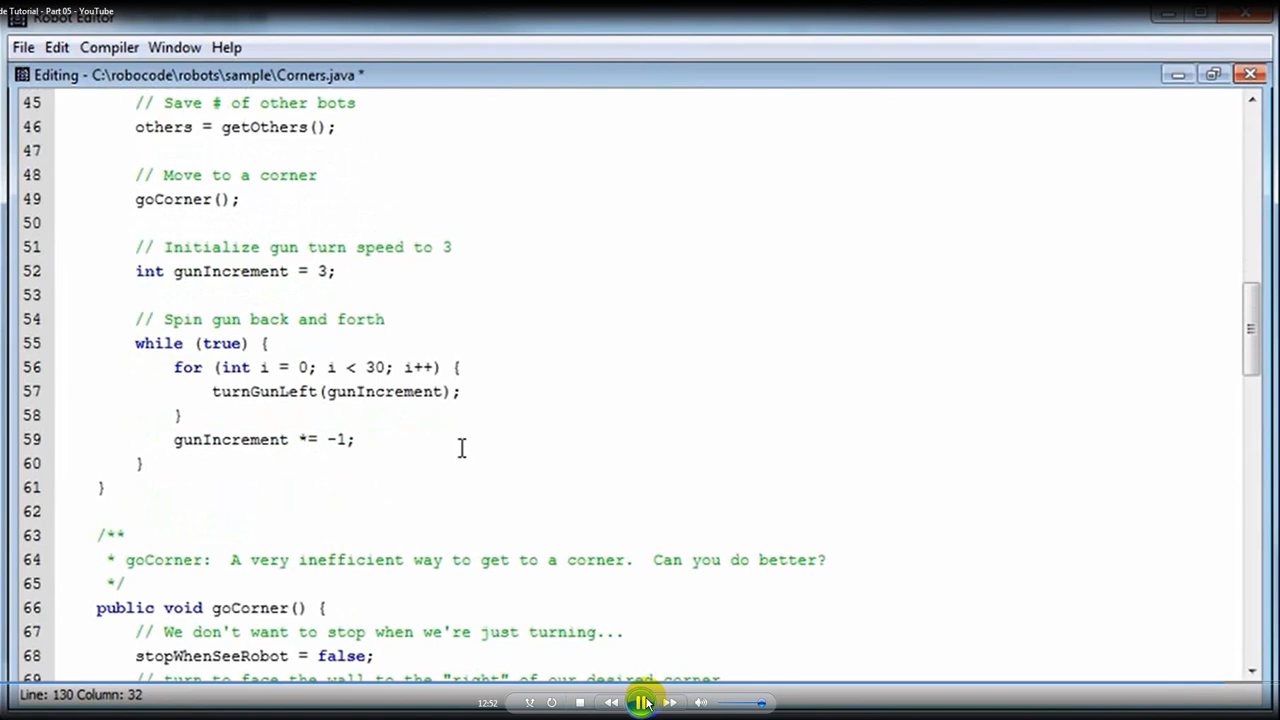 de Tutorial - Part 05 - YouTube
Robot Editor
File Edit Compiler Window Help
Editing - C:\robocode\robots\sample\Corners.java *
45 // Save # of other bots
46 others = getOthers();
47
48 // Move to a corner
49 goCorner();
50
51 // Initialize gun turn speed to 3
52 int gunIncrement = 3;
53
54 // Spin gun back and forth
55 while (true) {
56 for (int i = 0; i < 30; i++) {
57 turnGunLeft(gunIncrement);
58 }
59 gunIncrement *= -1;
60 }
61 }
62
63 /**
64 * goCorner: A very inefficient way to get to a corner. Can you do better?
65 */
66 public void goCorner() {
67 // We don't want to stop when we're just turning...
68 stopWhenSeeRobot = false;
69 // turn to face the wall to the "right" of our desired corner
Line: 130 Column: 32
12:52